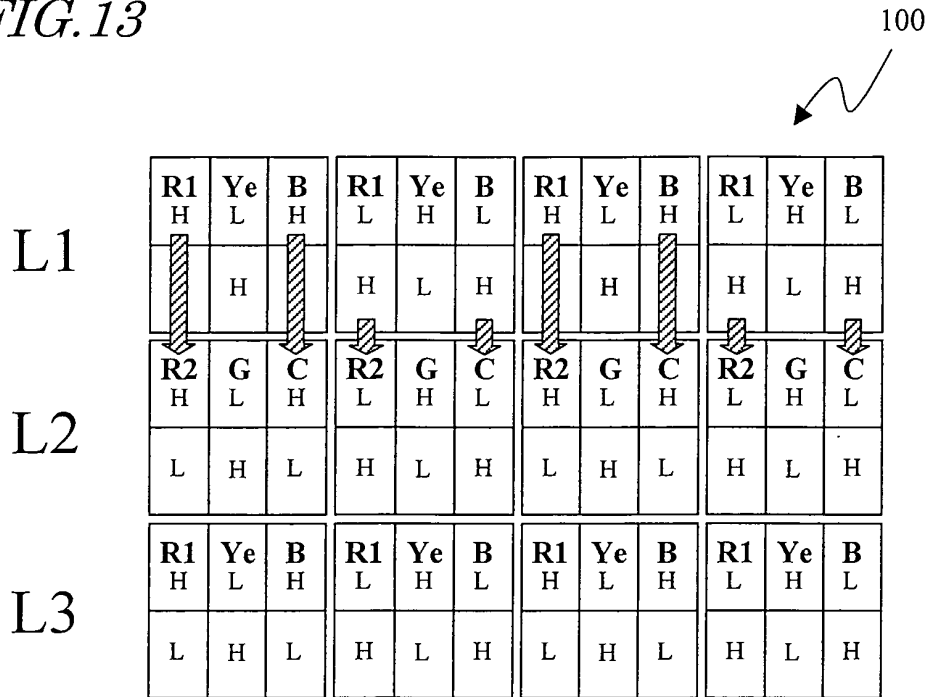 FIG.13
100
L1
R1 Ye B R1 Ye B R1 Ye B R1 Ye B
H L H L H L H L H L H L
H H L H H H L H
L2
R2 G C R2 G C R2 G C R2 G C
H L H L H L H L H L H L
L H L H L H L H L H L H
L3
R1 Ye B R1 Ye B R1 Ye B R1 Ye B
H L H L H L H L H L H L
L H L H L H L H L H L H